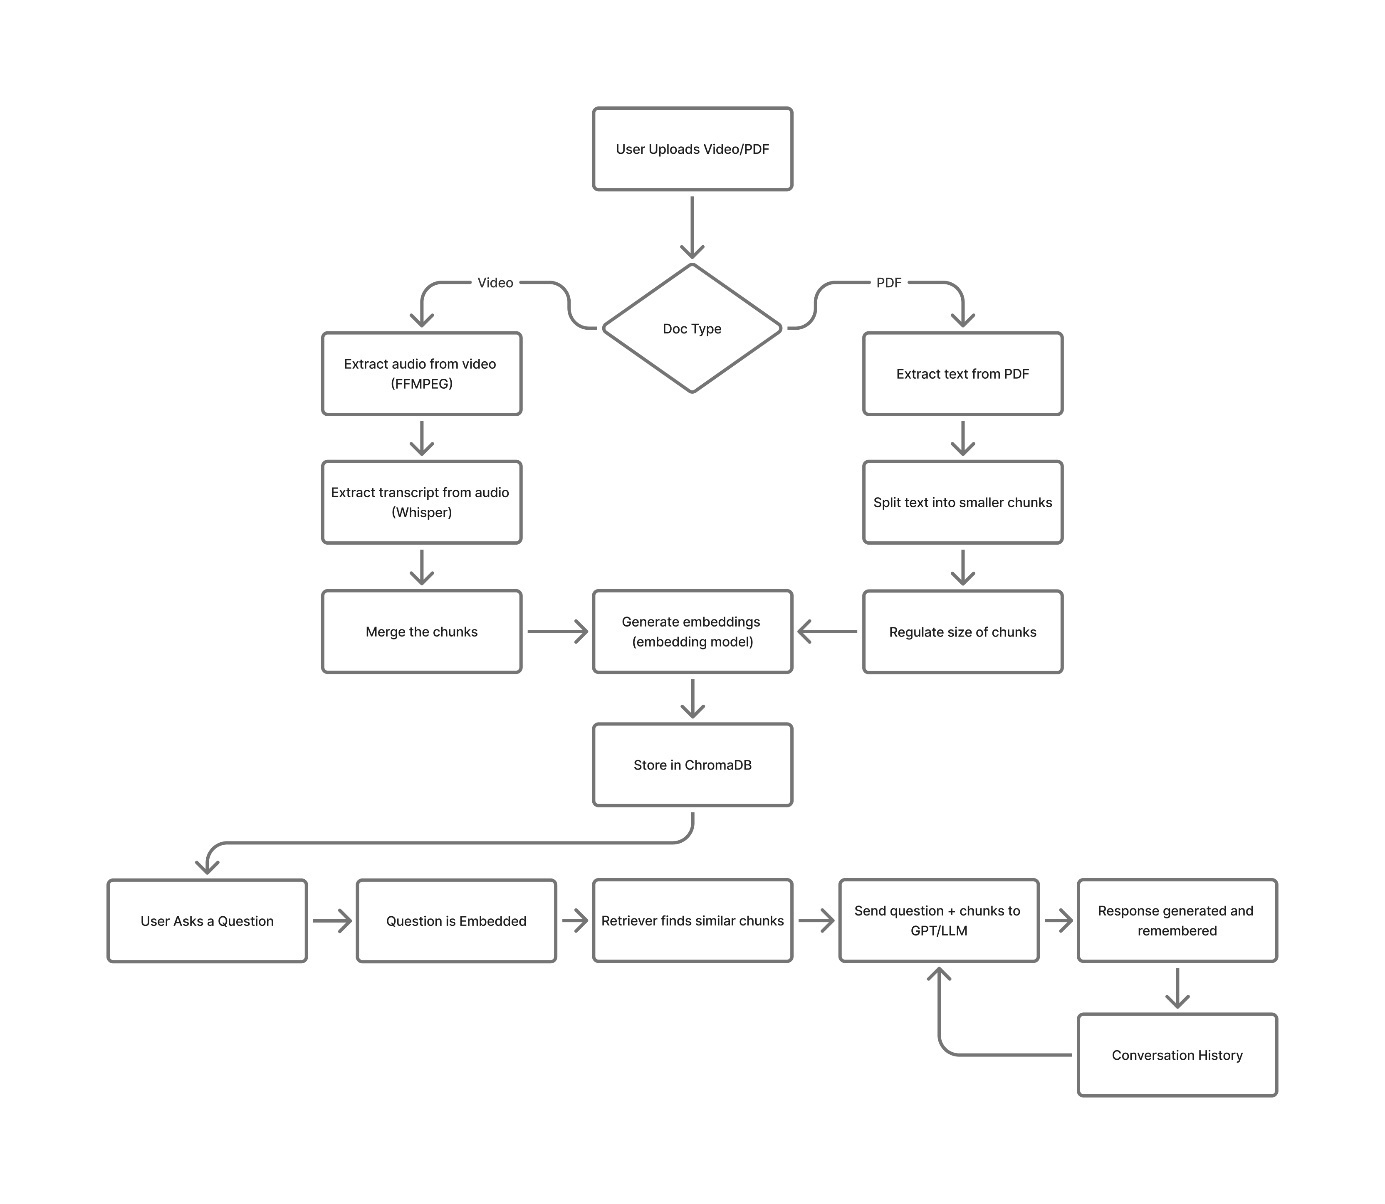 User Uploads Video/PDF
Video
PDF
Doc Type
Extract audio from video
(FFMPEG)
Extract text from PDF
Extract transcript from audio
(Whisper)
Split text into smaller chunks
Merge the chunks
Generate embeddings
(embedding model)
Regulate size of chunks
Store in ChromaDB
User Asks a Question
Question is Embedded
Retriever finds similar chunks
Send question + chunks to
GPT/LLM
Response generated and
remembered
Conversation History